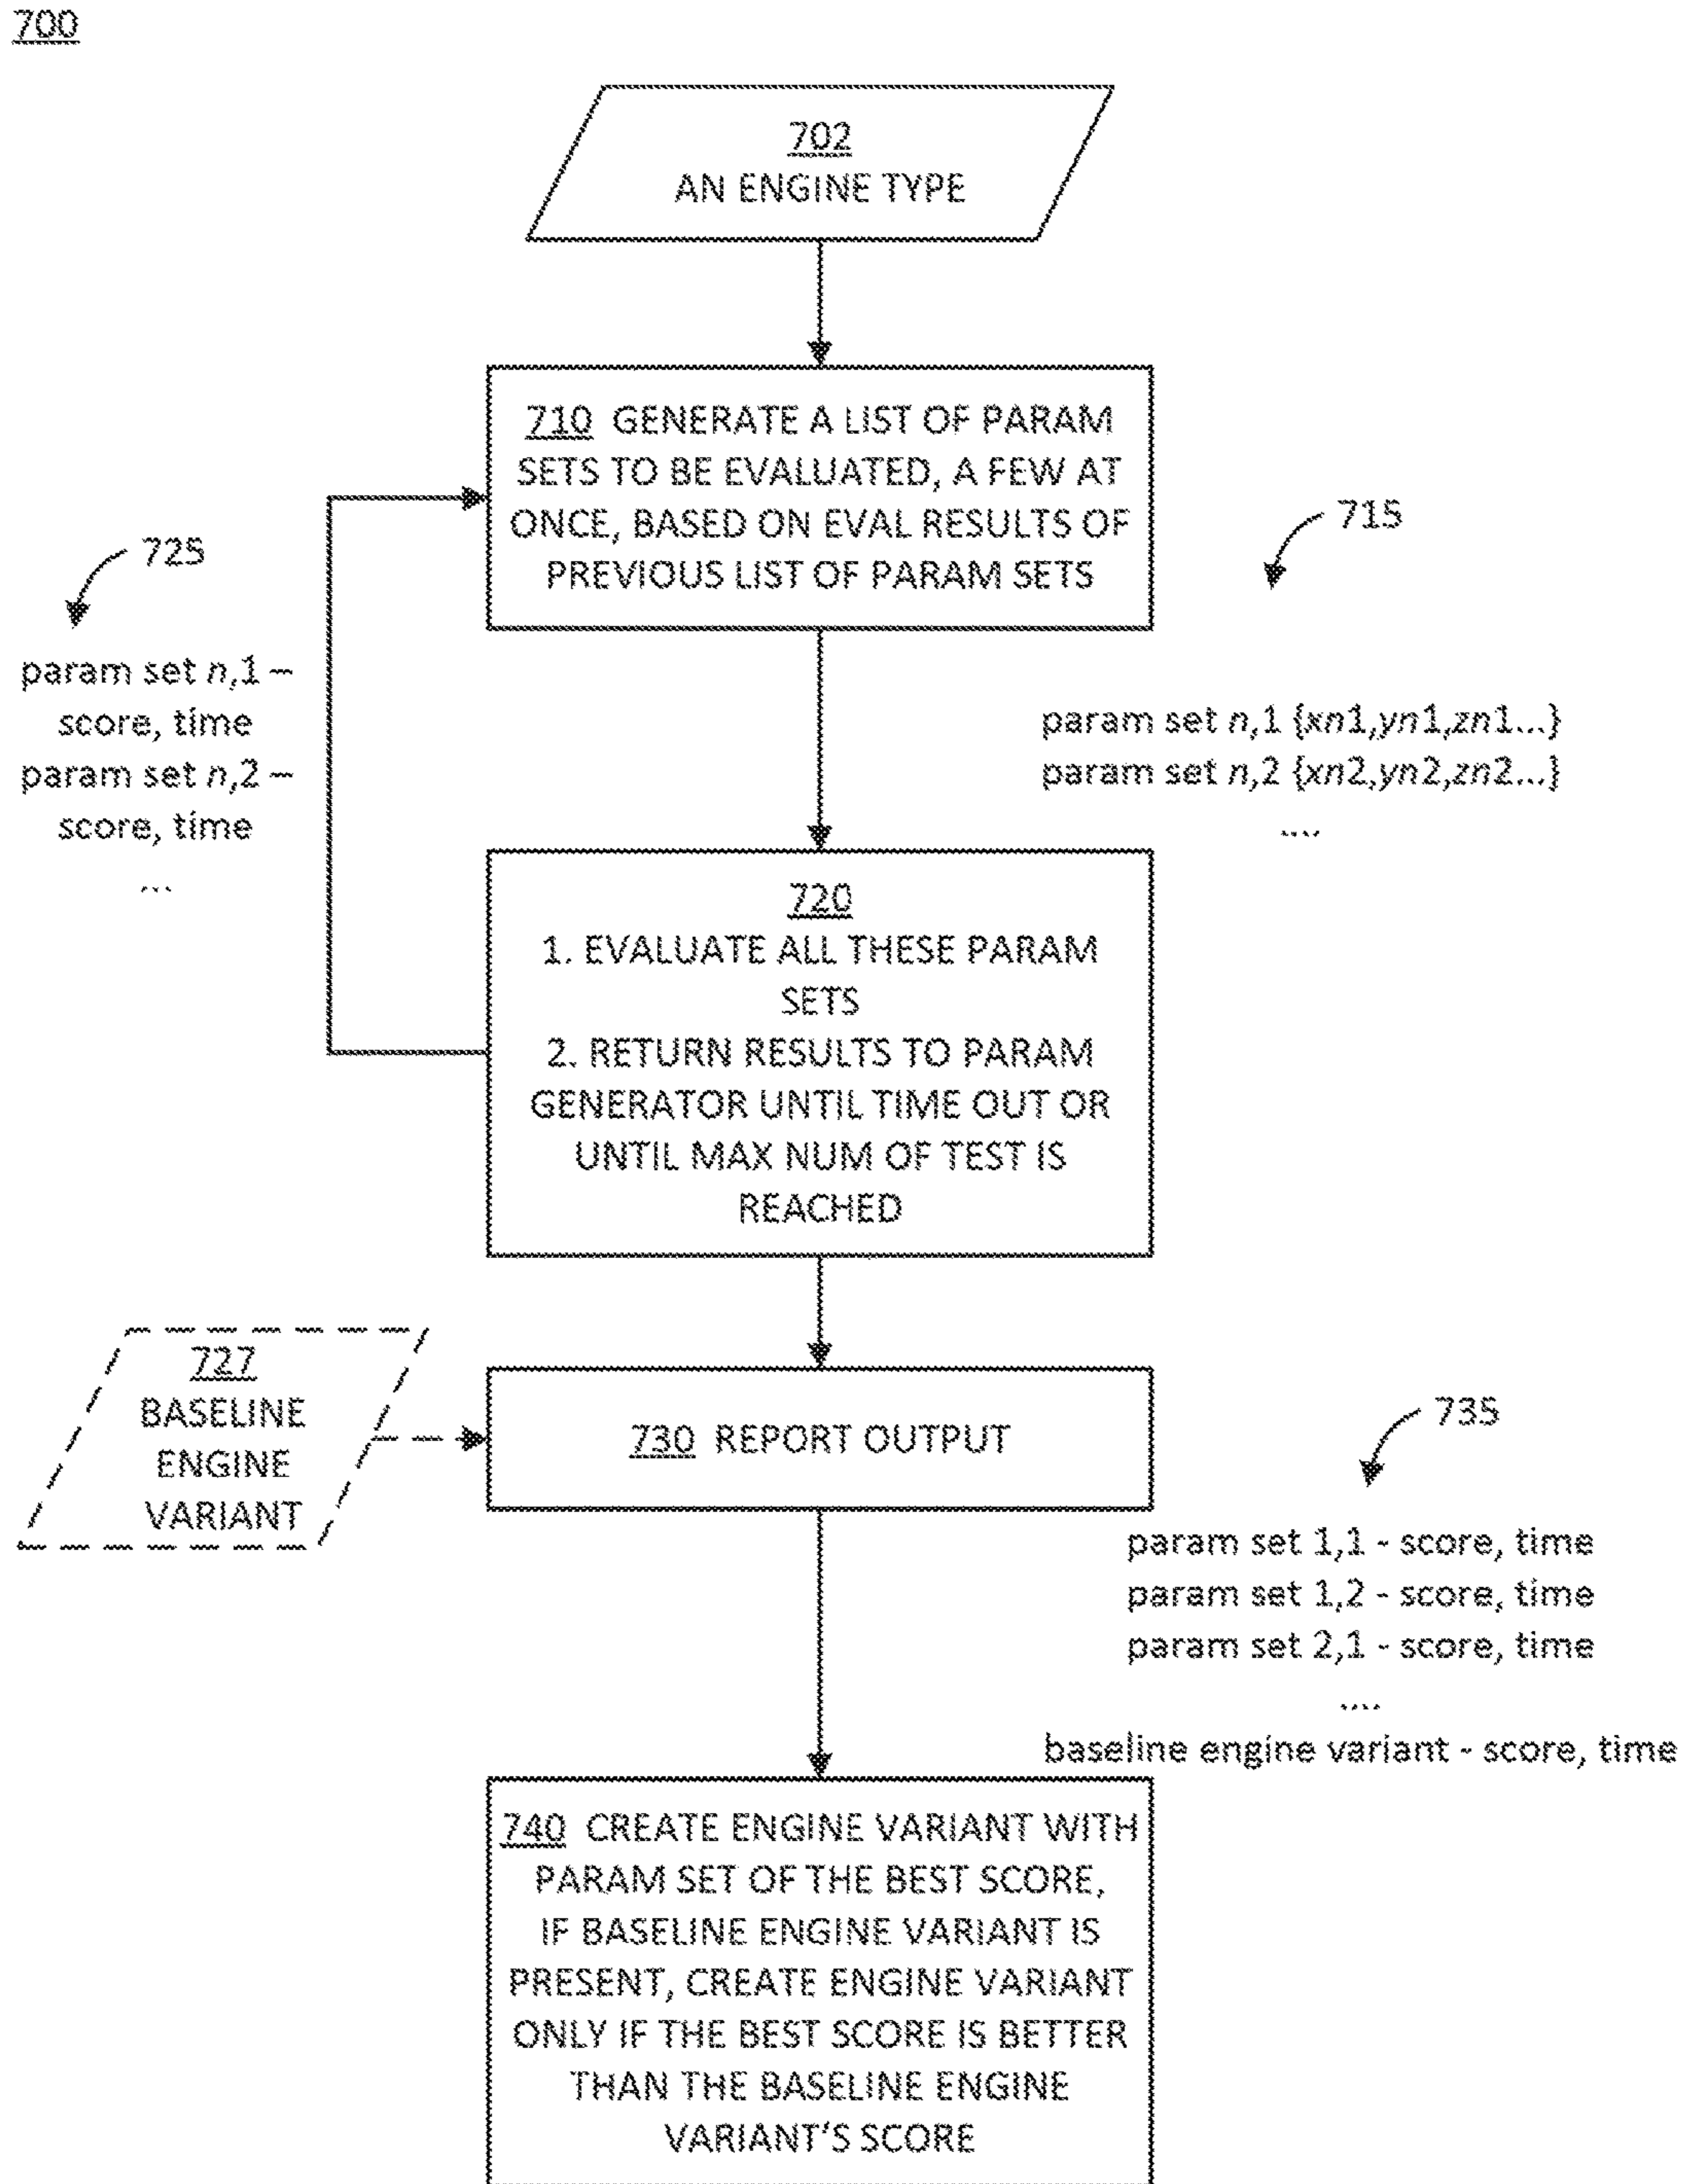 700
702
AN ENGINE TYPE
710 GENERATE A LIST OF PARAM
SETS TO BE EVALUATED, A FEW AT
ONCE, BASED ON EVAL RESULTS OF
PREVIOUS LIST OF PARAM SETS
715
725
param set n,1 –
score, time
param set n,2 –
score, time
...
param set n,1 {xn1,yn1,zn1...}
param set n,2 {xn2,yn2,zn2...}
....
720
1. EVALUATE ALL THESE PARAM
SETS
2. RETURN RESULTS TO PARAM
GENERATOR UNTIL TIME OUT OR
UNTIL MAX NUM OF TEST IS
REACHED
727
BASELINE
ENGINE
VARIANT
730 REPORT OUTPUT
735
param set 1,1 - score, time
param set 1,2 - score, time
param set 2,1 - score, time
....
baseline engine variant - score, time
740 CREATE ENGINE VARIANT WITH
PARAM SET OF THE BEST SCORE,
IF BASELINE ENGINE VARIANT IS
PRESENT, CREATE ENGINE VARIANT
ONLY IF THE BEST SCORE IS BETTER
THAN THE BASELINE ENGINE
VARIANT'S SCORE